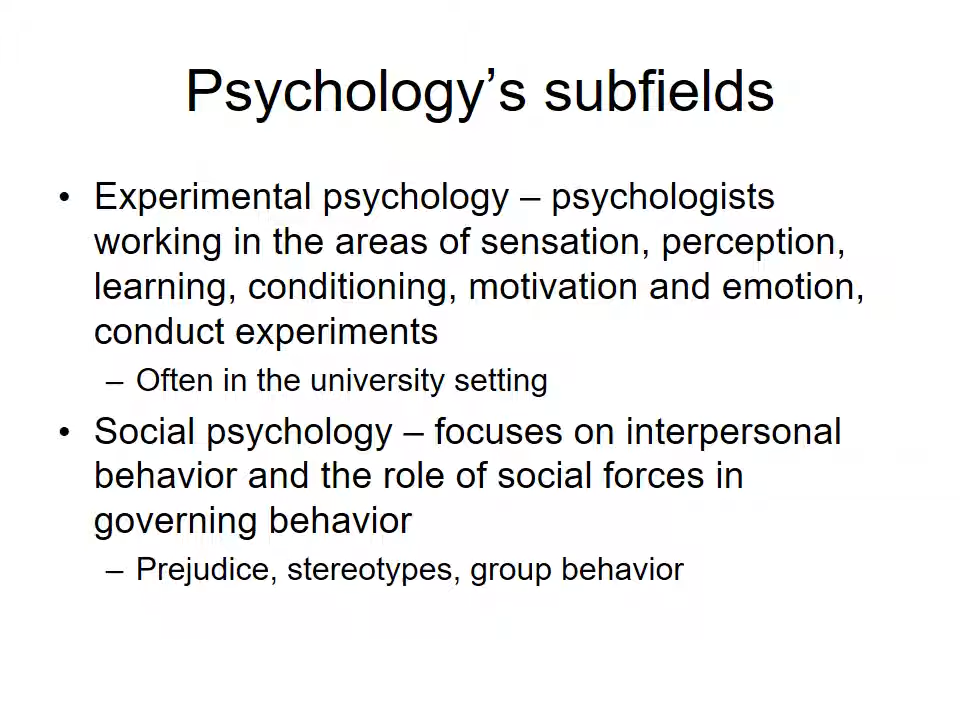 Psychology’s subfields
• Experimental psychology – psychologists
working in the areas of sensation, perception,
learning, conditioning, motivation and emotion,
conduct experiments
– Often in the university setting
• Social psychology – focuses on interpersonal
behavior and the role of social forces in
governing behavior
– Prejudice, stereotypes, group behavior